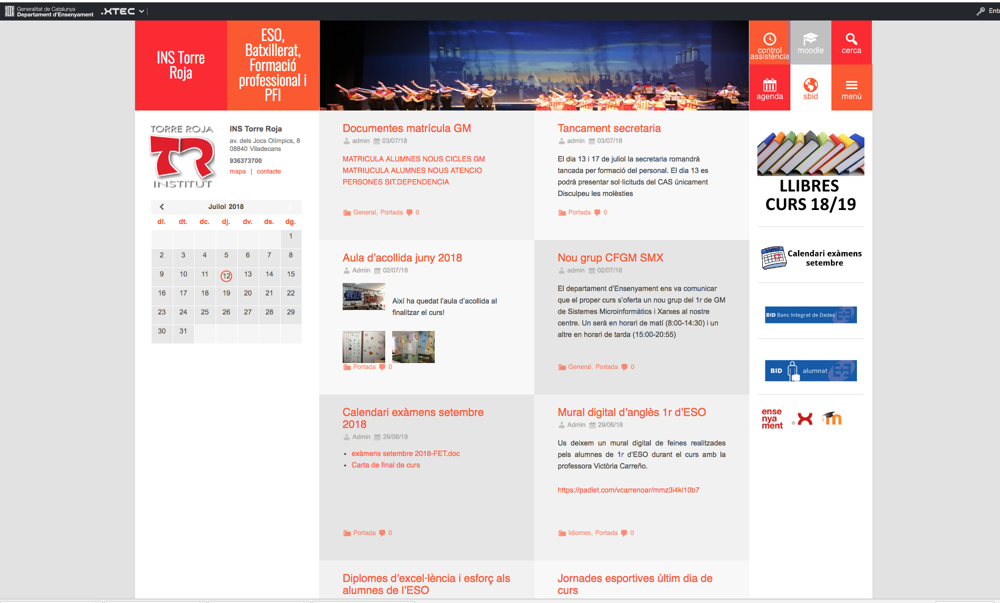 Generalitat de Catalunya
Departament d'Ensenyament
.XTEC
INS Torre
Roja
ESO,
Batxillerat,
Formació
professional i
PFI
control
assistència
moodle
cerca
agenda
sbid
menú
TORRE ROJA
TR
INSTITUT
INS Torre Roja
av. dels Jocs Olímpics, 8
08840 Viladecans
936373700
mapa | contacte
Juliol 2018
dl. dt. dc. dj. dv. ds. dg.
1
2 3 4 5 6 7 8
9 10 11 12 13 14 15
16 17 18 19 20 21 22
23 24 25 26 27 28 29
30 31
Documentes matrícula GM
admin 03/07/18
MATRICULA ALUMNES NOUS CICLES GM
MATRIUCULA ALUMNES NOUS ATENCIO
PERSONES SIT.DEPENDENCIA
General, Portada 0
Tancament secretaria
admin 03/07/18
El dia 13 i 17 de juliol la secretaria romandrà
tancada per formació del personal. El dia 13 es
podrà presentar sol·licituds del CAS únicament
Disculpeu les molèsties
Portada 0
Aula d'acollida juny 2018
Admin 02/07/18
Així ha quedat l'aula d'acollida al
finalitzar el curs!
Portada 0
Nou grup CFGM SMX
admin 02/07/18
El departament d'Ensenyament ens va comunicar
que el proper curs s'oferta un nou grup del 1r de GM
de Sistemes Microinformàtics i Xarxes al nostre
centre. Un serà en horari de matí (8:00-14:30) i un
altre en horari de tarda (15:00-20:55)
General, Portada 0
Calendari exàmens setembre
2018
Admin 29/06/18
• exàmens setembre 2018-FET.doc
• Carta de final de curs
Portada 0
Mural digital d'anglès 1r d'ESO
Admin 29/06/18
Us deixem un mural digital de feines realitzades
pels alumnes de 1r d'ESO durant el curs amb la
professora Victòria Carreño.
https://padlet.com/vcarrenoar/mmz3i4kl10b7
Idiomes, Portada 0
Diplomes d'excel·lència i esforç als
alumnes de l'ESO
Jornades esportives últim dia de
curs
LLIBRES
CURS 18/19
Calendari exàmens
setembre
BID Banc Integrat de Dades
BID alumnat
ense
nya
ment
.X
m